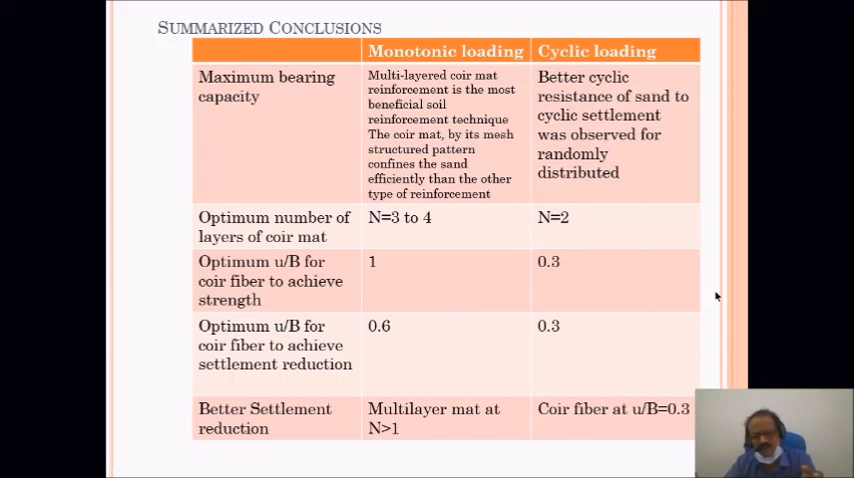 SUMMARIZED CONCLUSIONS
Monotonic loading Cyclic loading
Maximum bearing
capacity
Multi-layered coir mat
reinforcement is the most
beneficial soil
reinforcement technique
The coir mat, by its mesh
structured pattern
confines the sand
efficiently than the other
type of reinforcement
Better cyclic
resistance of sand to
cyclic settlement
was observed for
randomly
distributed
Optimum number of
layers of coir mat
N=3 to 4
N=2
Optimum u/B for
coir fiber to achieve
strength
1
0.3
Optimum u/B for
coir fiber to achieve
settlement reduction
0.6
0.3
Better Settlement
reduction
Multilayer mat at
N>1
Coir fiber at u/B=0.3